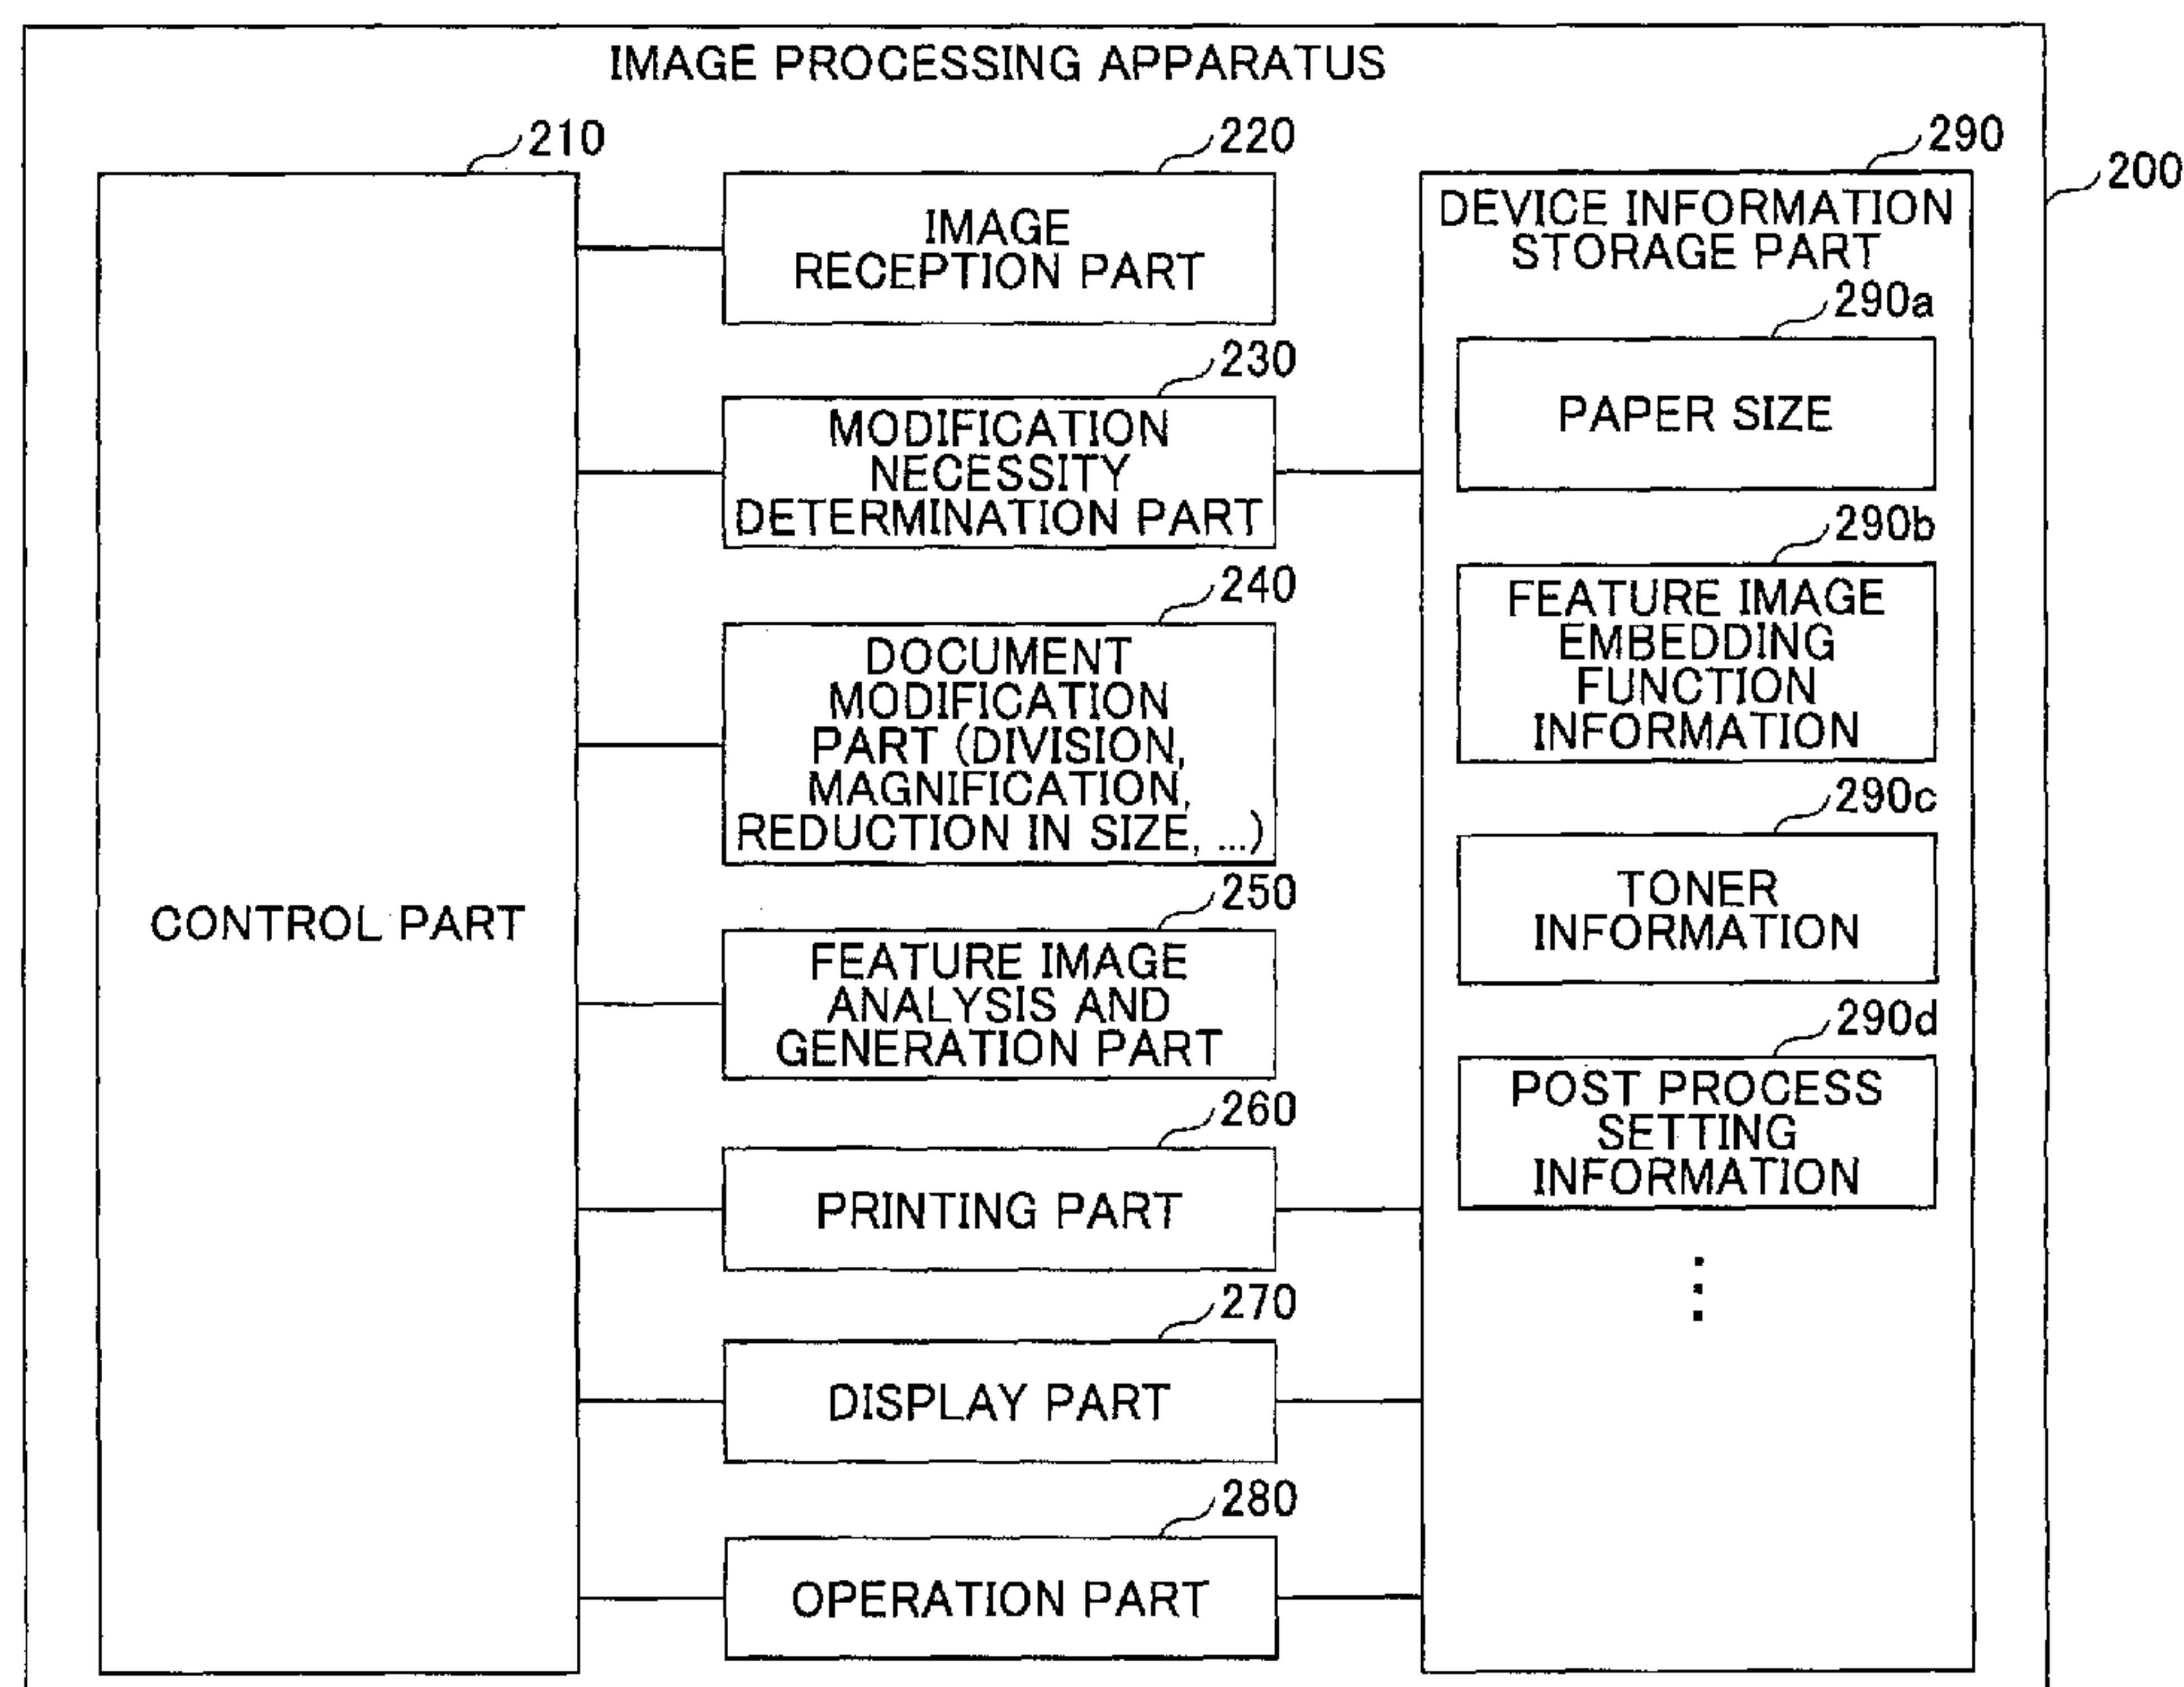 IMAGE PROCESSING APPARATUS
200
210
CONTROL PART
220
IMAGE
RECEPTION PART
230
MODIFICATION
NECESSITY
DETERMINATION PART
240
DOCUMENT
MODIFICATION
PART (DIVISION,
MAGNIFICATION,
REDUCTION IN SIZE, ...)
250
FEATURE IMAGE
ANALYSIS AND
GENERATION PART
260
PRINTING PART
270
DISPLAY PART
280
OPERATION PART
290
DEVICE INFORMATION
STORAGE PART
290a
PAPER SIZE
290b
FEATURE IMAGE
EMBEDDING
FUNCTION
INFORMATION
290c
TONER
INFORMATION
290d
POST PROCESS
SETTING
INFORMATION